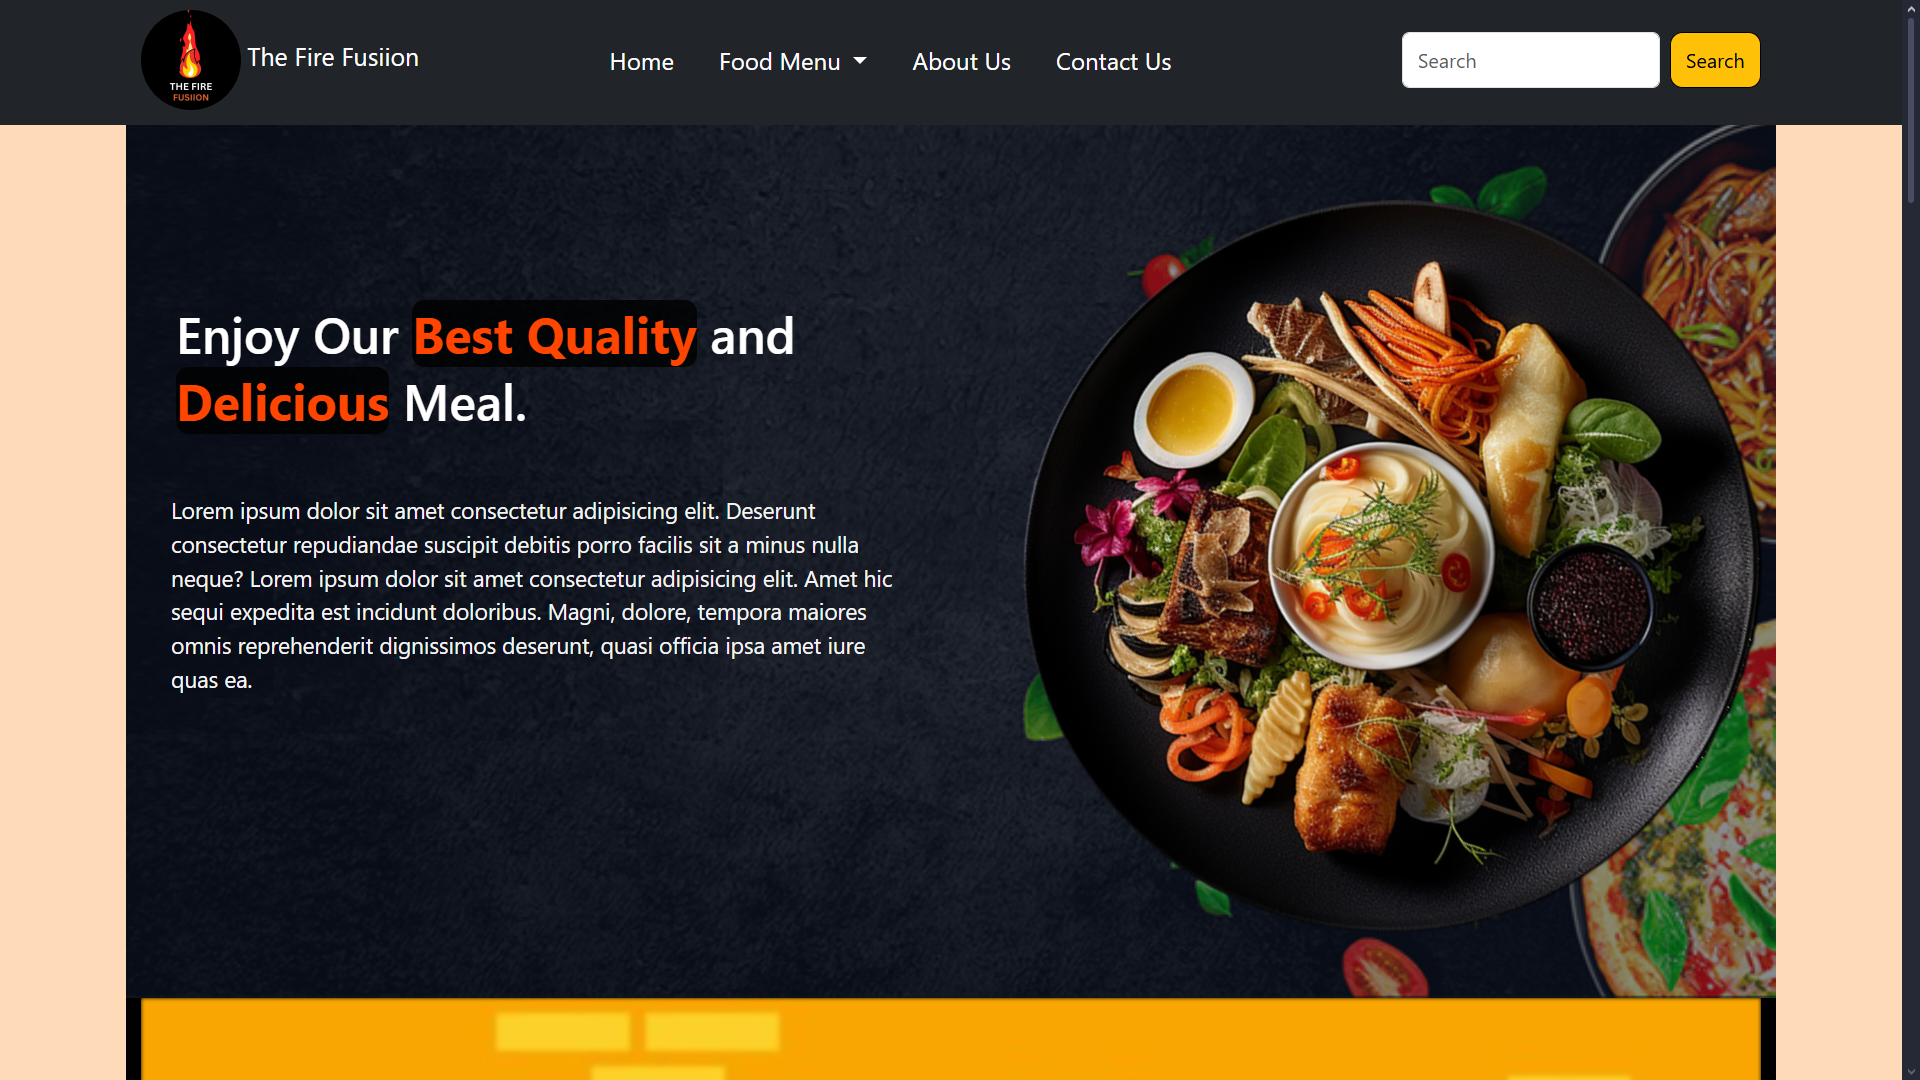 THE FIRE
FUSIION
The Fire Fusiion
Home
Food Menu
About Us
Contact Us
Search
Search
Enjoy Our Best Quality and
Delicious Meal.
Lorem ipsum dolor sit amet consectetur adipisicing elit. Deserunt
consectetur repudiandae suscipit debitis porro facilis sit a minus nulla
neque? Lorem ipsum dolor sit amet consectetur adipisicing elit. Amet hic
sequi expedita est incidunt doloribus. Magni, dolore, tempora maiores
omnis reprehenderit dignissimos deserunt, quasi officia ipsa amet iure
quas ea.